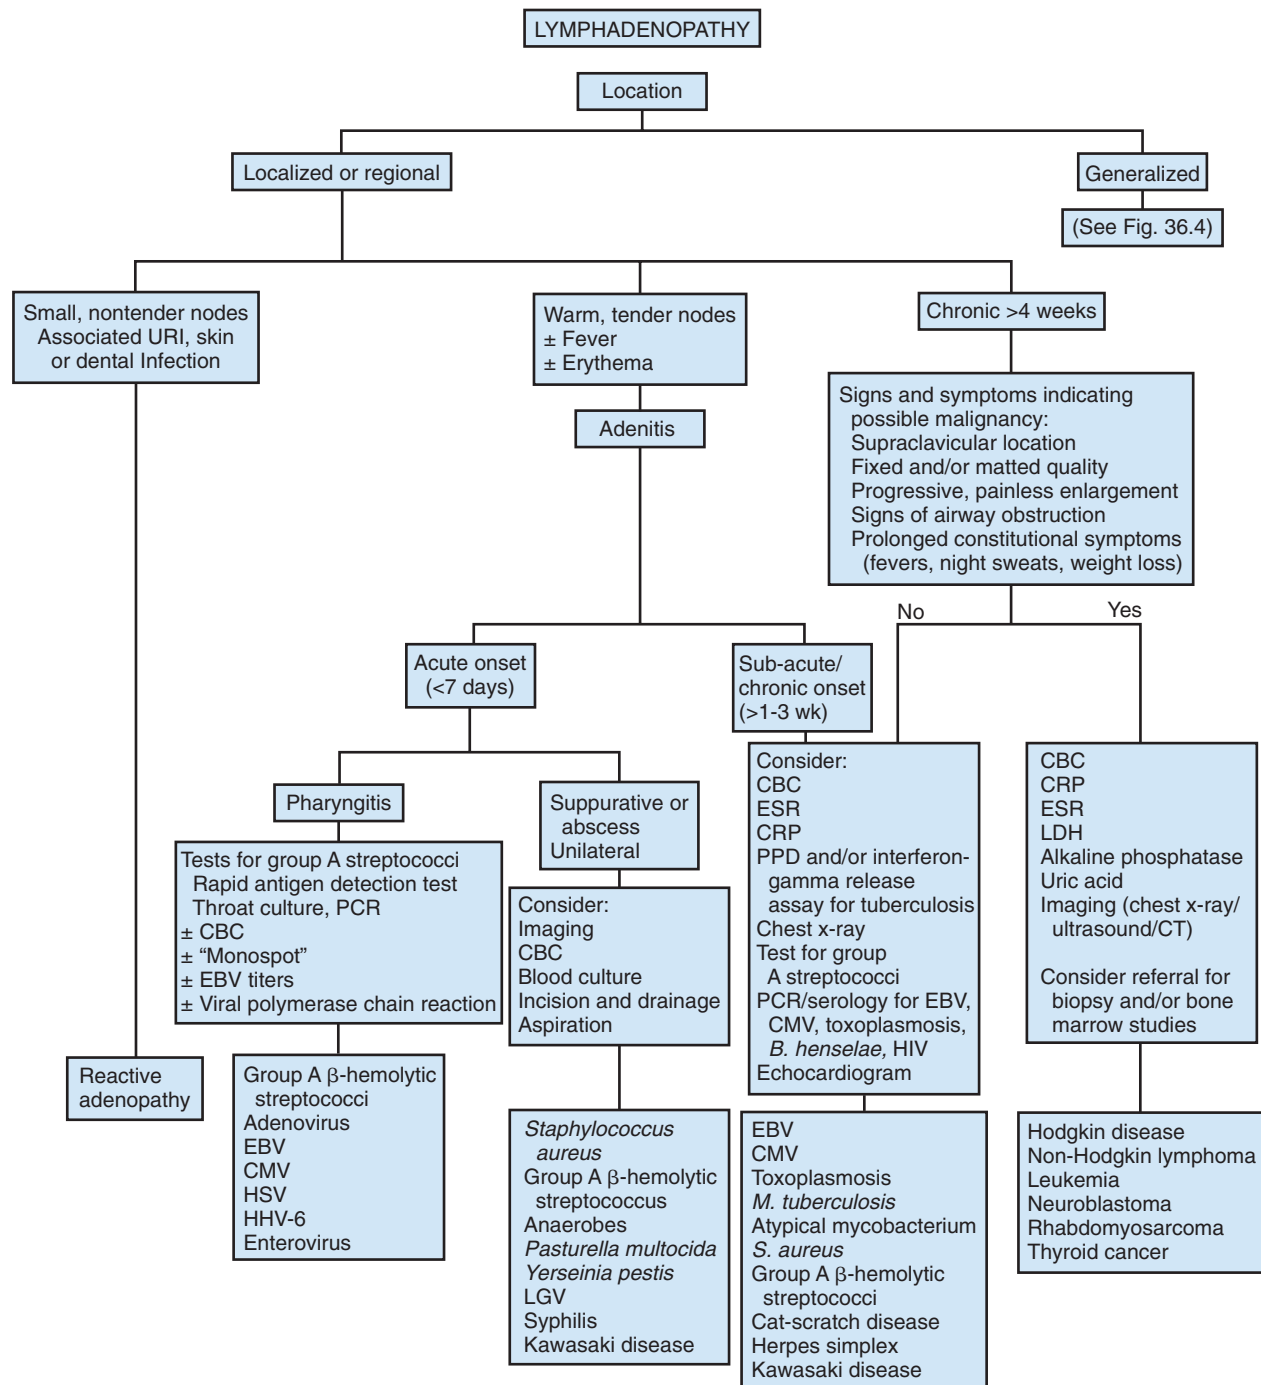 LYMPHADENOPATHY
Location
Localized or regional
Generalized
(See Fig. 36.4)
Small, nontender nodes
Associated URI, skin
or dental Infection
Warm, tender nodes
± Fever
± Erythema
Chronic >4 weeks
Adenitis
Signs and symptoms indicating
possible malignancy:
Supraclavicular location
Fixed and/or matted quality
Progressive, painless enlargement
Signs of airway obstruction
Prolonged constitutional symptoms
(fevers, night sweats, weight loss)
No
Yes
Acute onset
(<7 days)
Sub-acute/
chronic onset
(>1-3 wk)
Pharyngitis
Suppurative or
abscess
Unilateral
Tests for group A streptococci
Rapid antigen detection test
Throat culture, PCR
± CBC
± “Monospot”
± EBV titers
± Viral polymerase chain reaction
Consider:
Imaging
CBC
Blood culture
Incision and drainage
Aspiration
Consider:
CBC
ESR
CRP
PPD and/or interferon-
gamma release
assay for tuberculosis
Chest x-ray
Test for group
A streptococci
PCR/serology for EBV,
CMV, toxoplasmosis,
B. henselae, HIV
Echocardiogram
CBC
CRP
ESR
LDH
Alkaline phosphatase
Uric acid
Imaging (chest x-ray/
ultrasound/CT)
Consider referral for
biopsy and/or bone
marrow studies
Reactive
adenopathy
Group A β-hemolytic
streptococci
Adenovirus
EBV
CMV
HSV
HHV-6
Enterovirus
Staphylococcus
aureus
Group A β-hemolytic
streptococcus
Anaerobes
Pasturella multocida
Yerseinia pestis
LGV
Syphilis
Kawasaki disease
EBV
CMV
Toxoplasmosis
M. tuberculosis
Atypical mycobacterium
S. aureus
Group A β-hemolytic
streptococci
Cat-scratch disease
Herpes simplex
Kawasaki disease
Hodgkin disease
Non-Hodgkin lymphoma
Leukemia
Neuroblastoma
Rhabdomyosarcoma
Thyroid cancer